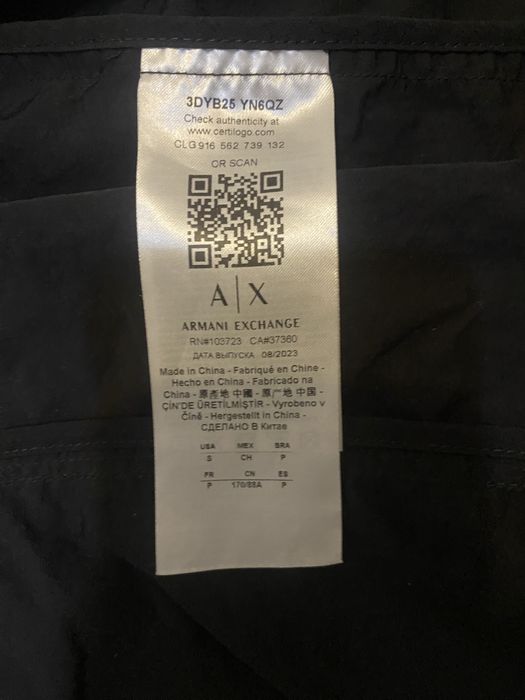 3DYB25 YN6QZ
Check authenticity at
www.certilogo.com
CLG 916 562 739 132
OR SCAN
A|X
ARMANI EXCHANGE
RN#103723 CA#37360
ДАТА ВЫПУСКА 08/2023
Made in China - Fabriqué en Chine -
Hecho en China - Fabricado na
China - 原產地 中國 - 原产地 中国 -
ÇİN'DE ÜRETİLMİŞTİR - Vyrobeno v
Číně - Hergestellt in China -
СДЕЛАНО В Китае
USA MEX BRA
S CH P
FR CN ES
P 170/88A P